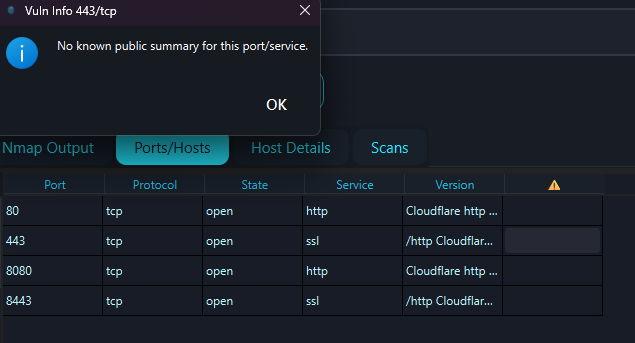 Vuln Info 443/tcp
No known public summary for this port/service.
OK
Nmap Output Ports/Hosts Host Details Scans
Port Protocol State Service Version
80 tcp open http Cloudflare http ...
443 tcp open ssl /http Cloudflar...
8080 tcp open http Cloudflare http ...
8443 tcp open ssl /http Cloudflar...